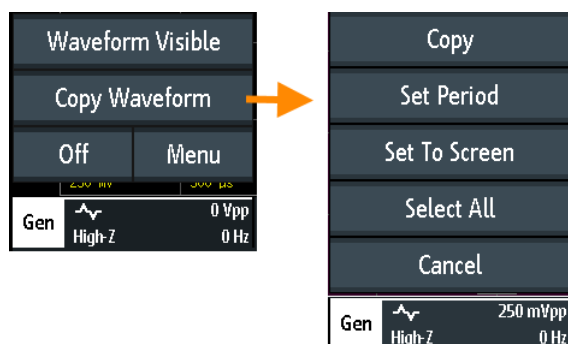 Waveform Visible
Copy Waveform
Off
Menu
Gen
0 Vpp
High-Z
0 Hz
Copy
Set Period
Set To Screen
Select All
Cancel
Gen
250 mVpp
High-Z
0 Hz